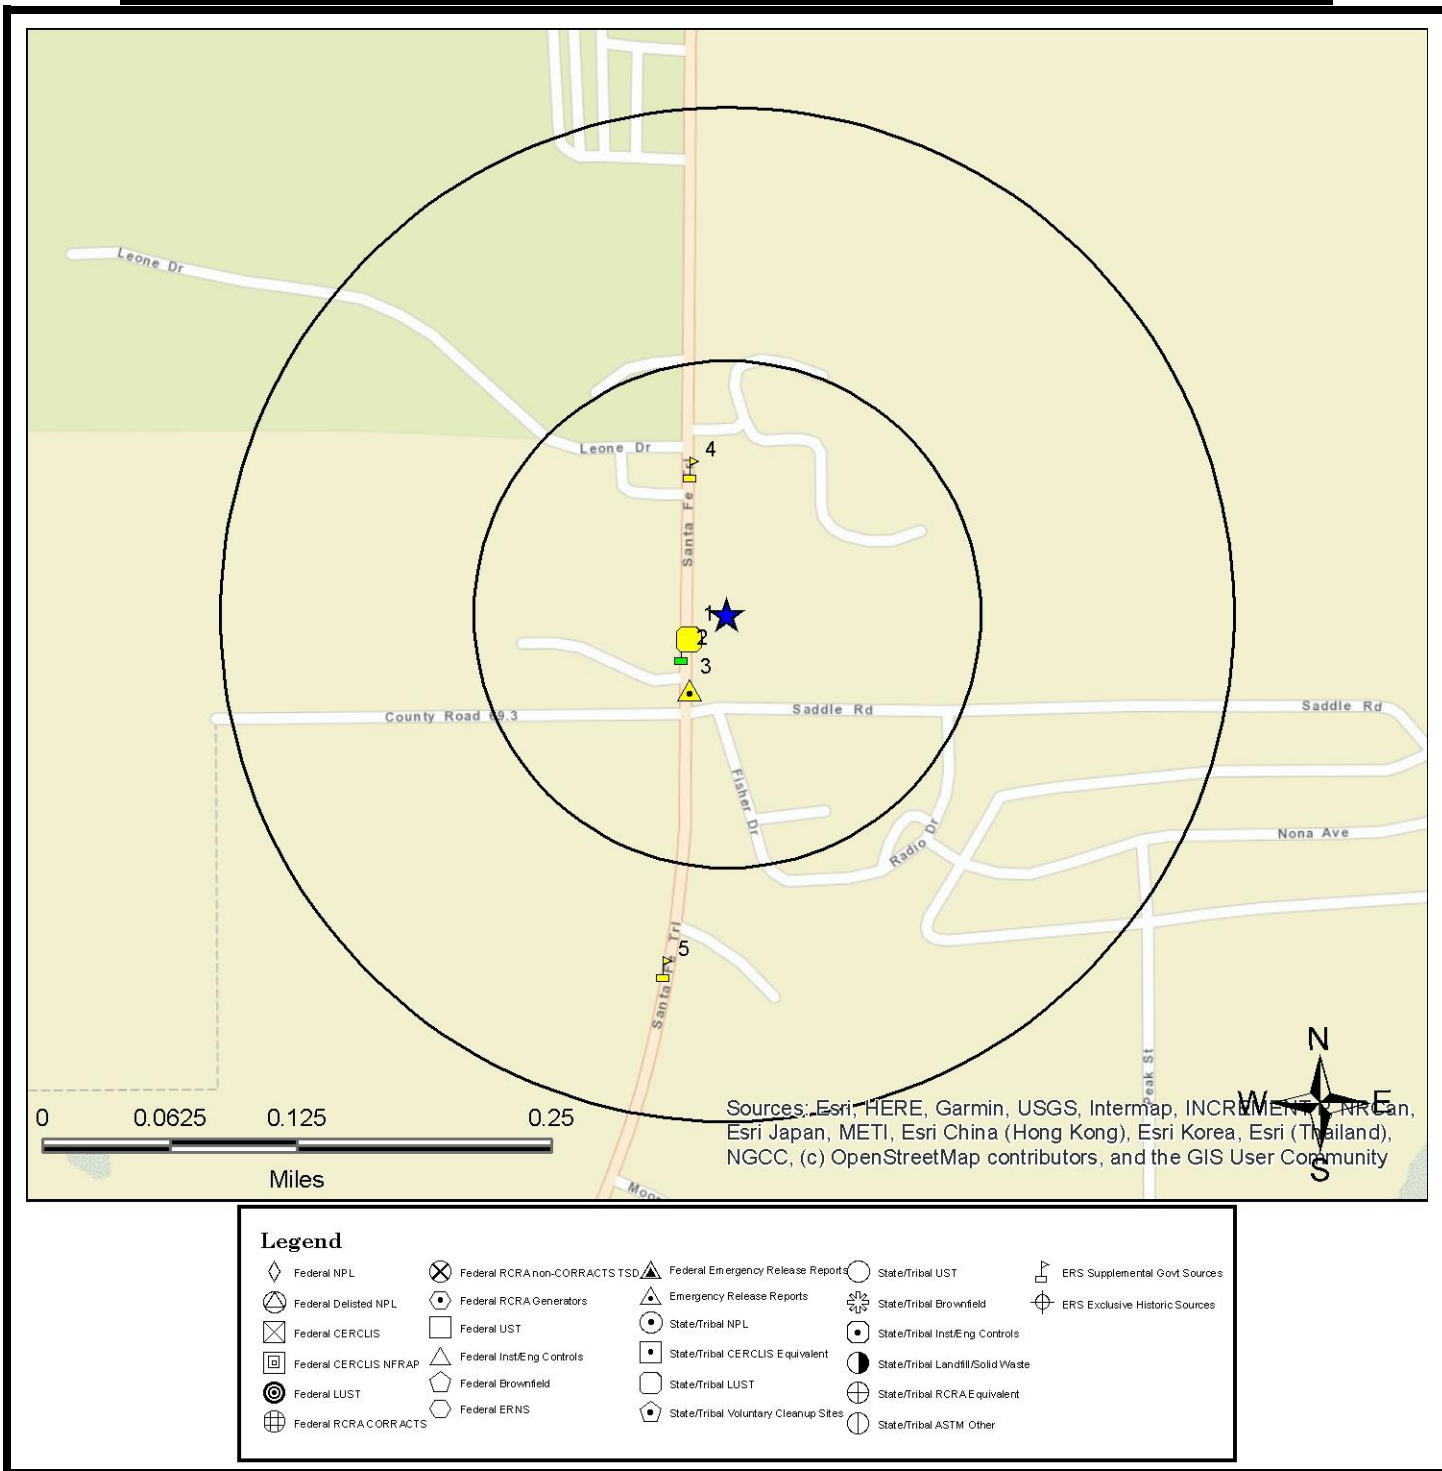 Leone Dr
Leone Dr
4
Santa Fe Trl
1
2
3
County Road 69.3
Saddle Rd
Saddle Rd
Fisher Dr
Radio Dr
Nona Ave
5
Santa Fe Trl
Peak St
N
W
E
S
0 0.0625 0.125 0.25
Miles
Sources: Esri, HERE, Garmin, USGS, Intermap, INCREMENT
Esri Japan, METI, Esri China (Hong Kong), Esri Korea, Esri (Thailand),
NGCC, (c) OpenStreetMap contributors, and the GIS User Community
Legend
Federal NPL
Federal Delisted NPL
Federal CERCLIS
Federal CERCLIS NFRAP
Federal LUST
Federal RCRA CORRACTS
Federal RCRA non-CORRACTS TSD
Federal RCRA Generators
Federal UST
Federal Inst/Eng Controls
Federal Brownfield
Federal ERNS
Federal Emergency Release Reports
Emergency Release Reports
State/Tribal NPL
State/Tribal CERCLIS Equivalent
State/Tribal LUST
State/Tribal Voluntary Cleanup Sites
State/Tribal UST
State/Tribal Brownfield
State/Tribal Inst/Eng Controls
State/Tribal Landfill/Solid Waste
State/Tribal RCRA Equivalent
State/Tribal ASTM Other
ERS Supplemental Govt Sources
ERS Exclusive Historic Sources